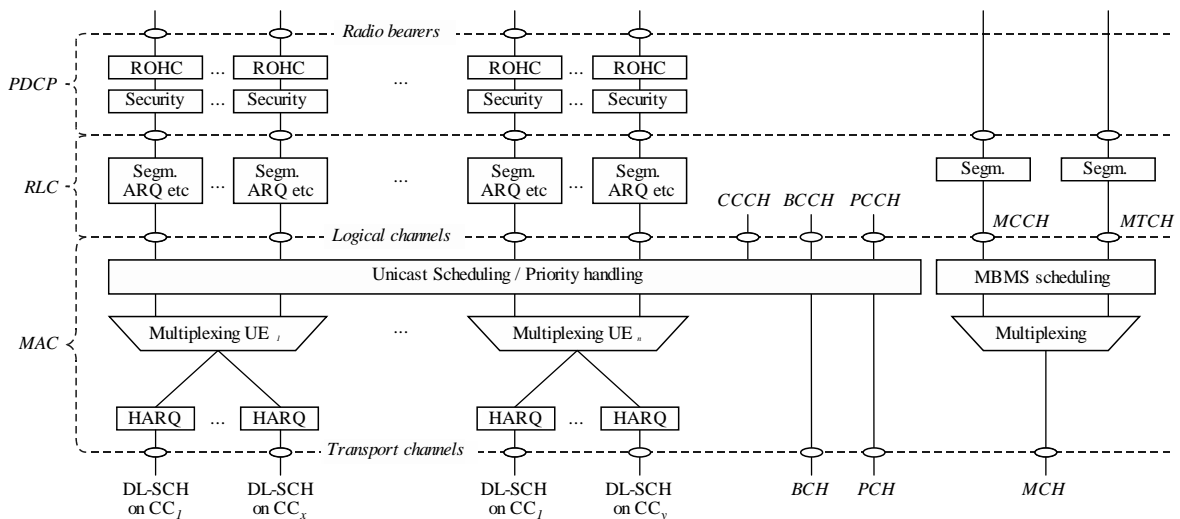 Radio bearers
ROHC ... ROHC ROHC ... ROHC
PDCP ...
Security ... Security Security ... Security
Segm. ARQ etc ... Segm. ARQ etc ... Segm. ARQ etc ... Segm. ARQ etc Segm. Segm.
RLC
CCCH BCCH PCCH
MCCH MTCH
Logical channels
Unicast Scheduling / Priority handling MBMS scheduling
Multiplexing UE 1 ... Multiplexing UE n Multiplexing
MAC
HARQ ... HARQ HARQ ... HARQ
Transport channels
DL-SCH DL-SCH DL-SCH DL-SCH BCH PCH MCH
on CC1 on CCx on CC1 on CCy